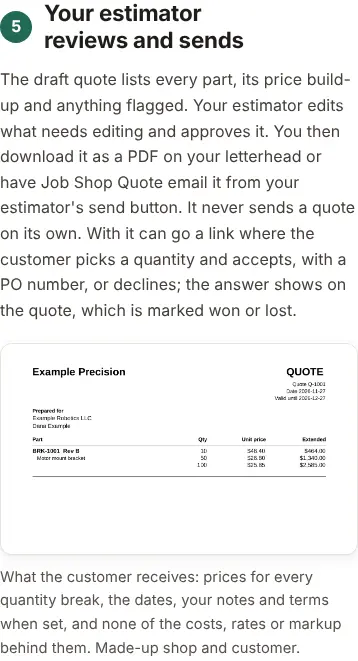 5
Your estimator
reviews and sends
The draft quote lists every part, its price build-
up and anything flagged. Your estimator edits
what needs editing and approves it. You then
download it as a PDF on your letterhead or
have Job Shop Quote email it from your
estimator's send button. It never sends a quote
on its own. With it can go a link where the
customer picks a quantity and accepts, with a
PO number, or declines; the answer shows on
the quote, which is marked won or lost.
Example Precision QUOTE
Quote Q-1001
Date 2026-11-27
Valid until 2026-12-27
Prepared for
Example Robotics LLC
Dana Example
Part Qty Unit price Extended
BRK-1001 Rev B 10 $46.40 $464.00
Motor mount bracket 50 $26.80 $1,340.00
100 $25.85 $2,585.00
What the customer receives: prices for every
quantity break, the dates, your notes and terms
when set, and none of the costs, rates or markup
behind them. Made-up shop and customer.